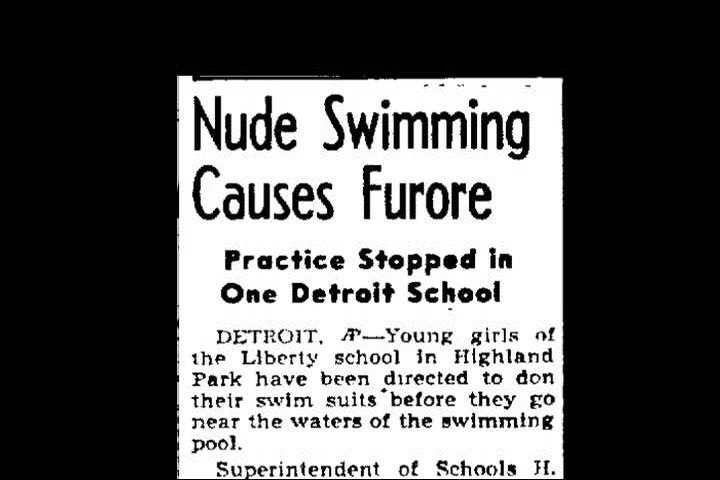 Nude Swimming
Causes Furore
Practice Stopped in
One Detroit School
DETROIT, AP—Young girls of
the Liberty school in Highland
Park have been directed to don
their swim suits before they go
near the waters of the swimming
pool.
Superintendent of Schools H.